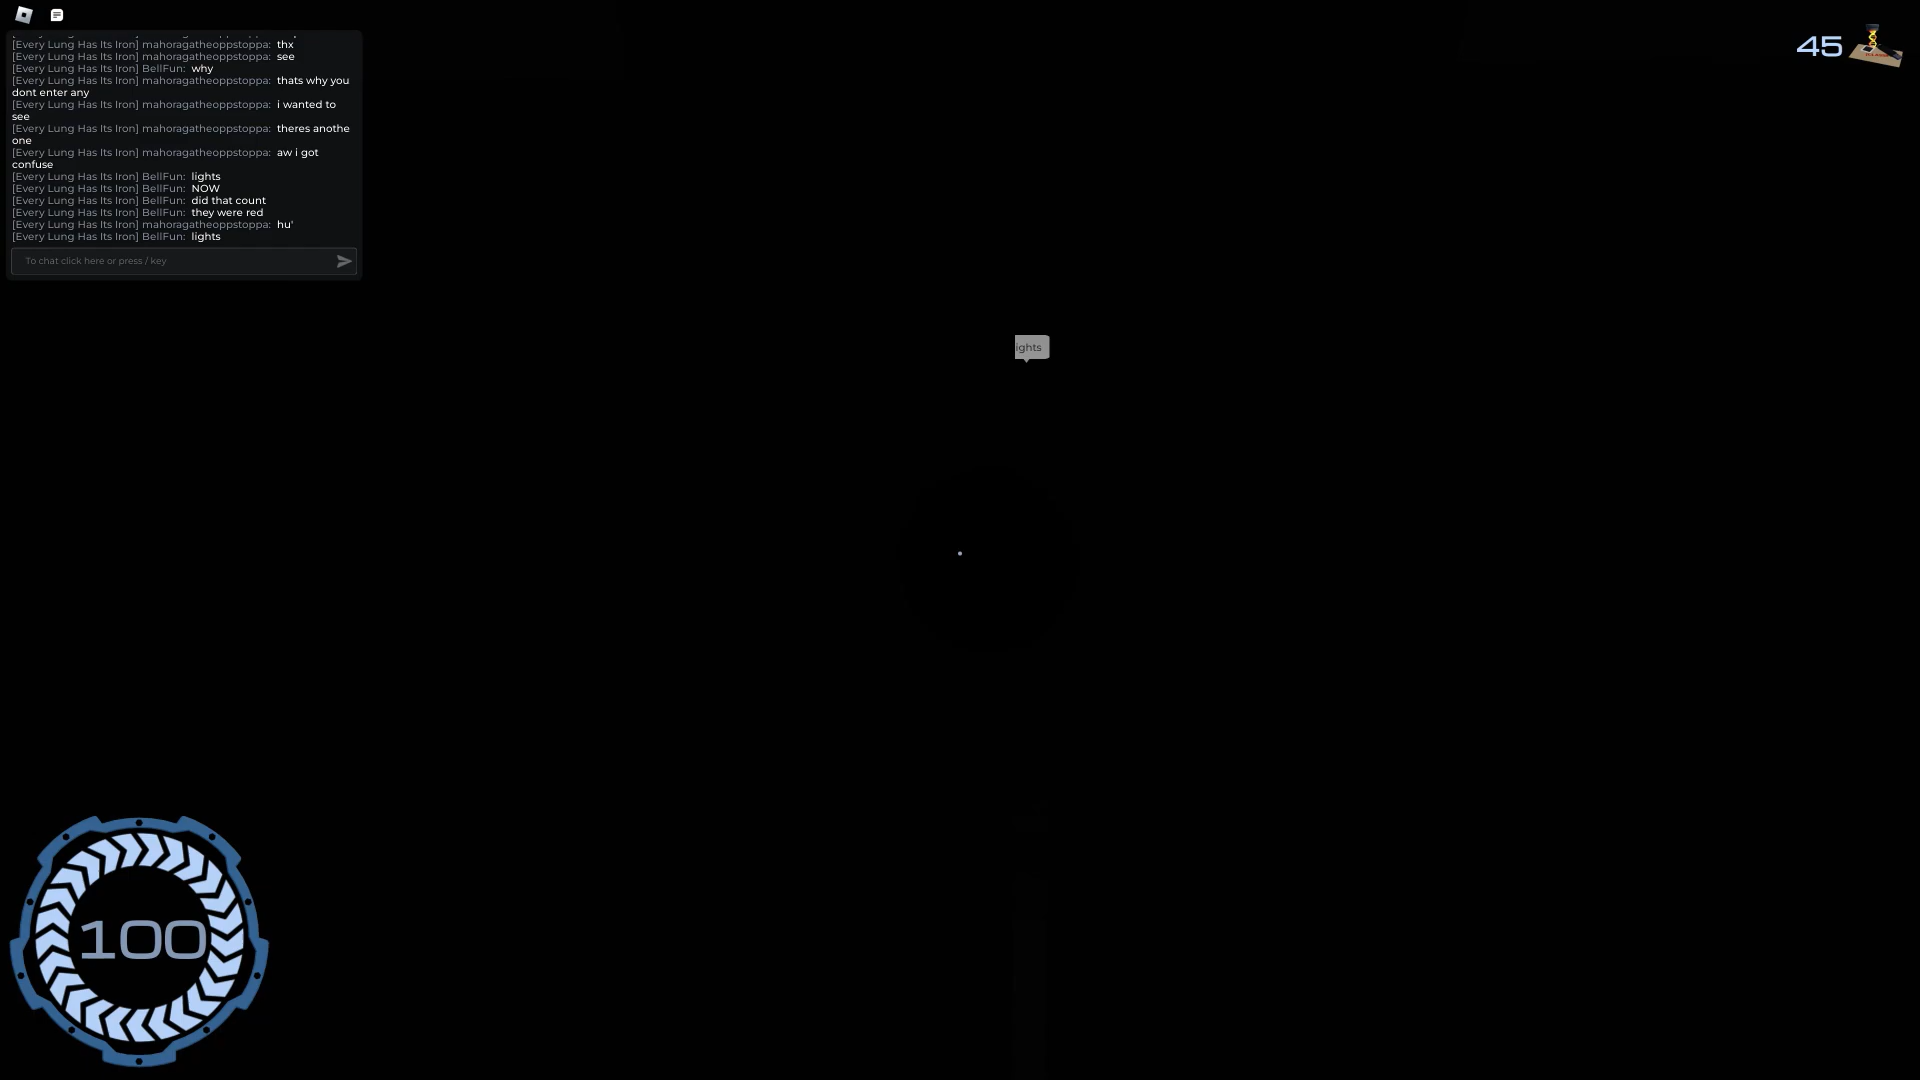 [Every Lung Has Its Iron] mahoragatheoppstoppa: thx
[Every Lung Has Its Iron] mahoragatheoppstoppa: see
[Every Lung Has Its Iron] BellFun: why
[Every Lung Has Its Iron] mahoragatheoppstoppa: thats why you
dont enter any
[Every Lung Has Its Iron] mahoragatheoppstoppa: i wanted to
see
[Every Lung Has Its Iron] mahoragatheoppstoppa: theres anothe
one
[Every Lung Has Its Iron] mahoragatheoppstoppa: aw i got
confuse
[Every Lung Has Its Iron] BellFun: lights
[Every Lung Has Its Iron] BellFun: NOW
[Every Lung Has Its Iron] BellFun: did that count
[Every Lung Has Its Iron] BellFun: they were red
[Every Lung Has Its Iron] mahoragatheoppstoppa: hu'
[Every Lung Has Its Iron] BellFun: lights
To chat click here or press / key
45
ights
100